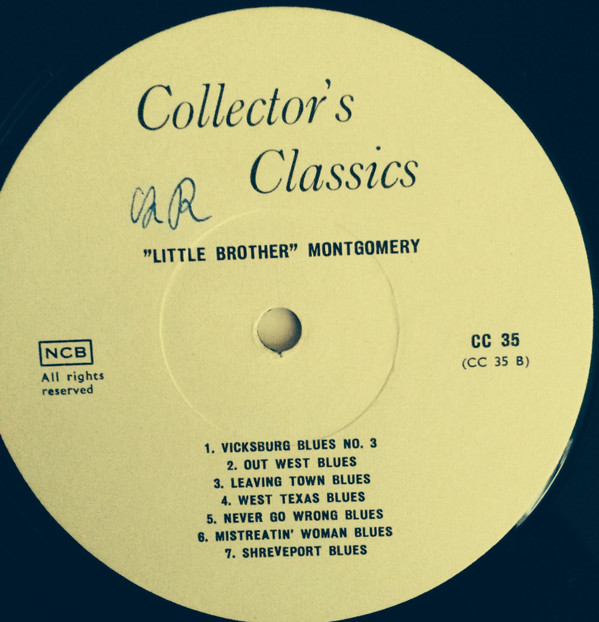 Collector's
Classics
"LITTLE BROTHER" MONTGOMERY
NCB
All rights
reserved
CC 35
(CC 35 B)
1. VICKSBURG BLUES NO. 3
2. OUT WEST BLUES
3. LEAVING TOWN BLUES
4. WEST TEXAS BLUES
5. NEVER GO WRONG BLUES
6. MISTREATIN' WOMAN BLUES
7. SHREVEPORT BLUES